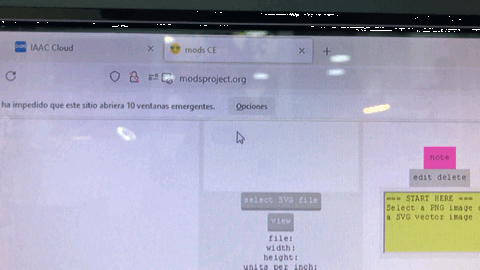 IAAC Cloud
mods CE
modsproject.org
ha impedido que este sitio abriera 10 ventanas emergentes.
Opciones
note
edit delete
=== START HERE ===
Select a PNG image
a SVG vector image
select SVG file
view
file:
width:
height:
units per inch: